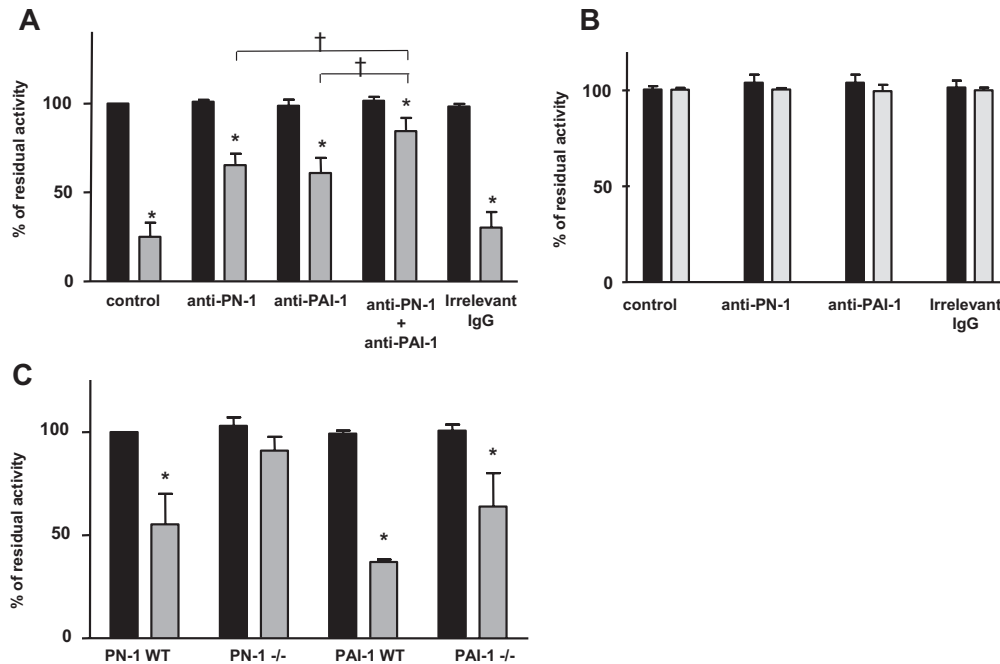 A
% of residual activity
100
50
0
†
†
*
*
*
*
*
control
anti-PN-1
anti-PAI-1
anti-PN-1
+
anti-PAI-1
Irrelevant
IgG
B
% of residual activity
100
50
0
control
anti-PN-1
anti-PAI-1
Irrelevant
IgG
C
% of residual activity
100
50
0
*
*
*
PN-1 WT
PN-1 -/-
PAI-1 WT
PAI-1 -/-